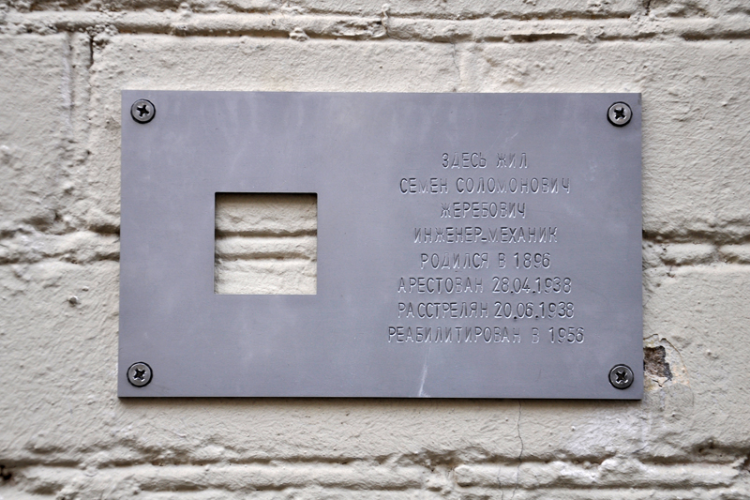 ЗДЕСЬ ЖИЛ
СЕМЕН СОЛОМОНОВИЧ
ЖЕРЕБОВИЧ
ИНЖЕНЕР-МЕХАНИК
РОДИЛСЯ В 1896
АРЕСТОВАН 28.04.1938
РАССТРЕЛЯН 20.06.1938
РЕАБИЛИТИРОВАН В 1956